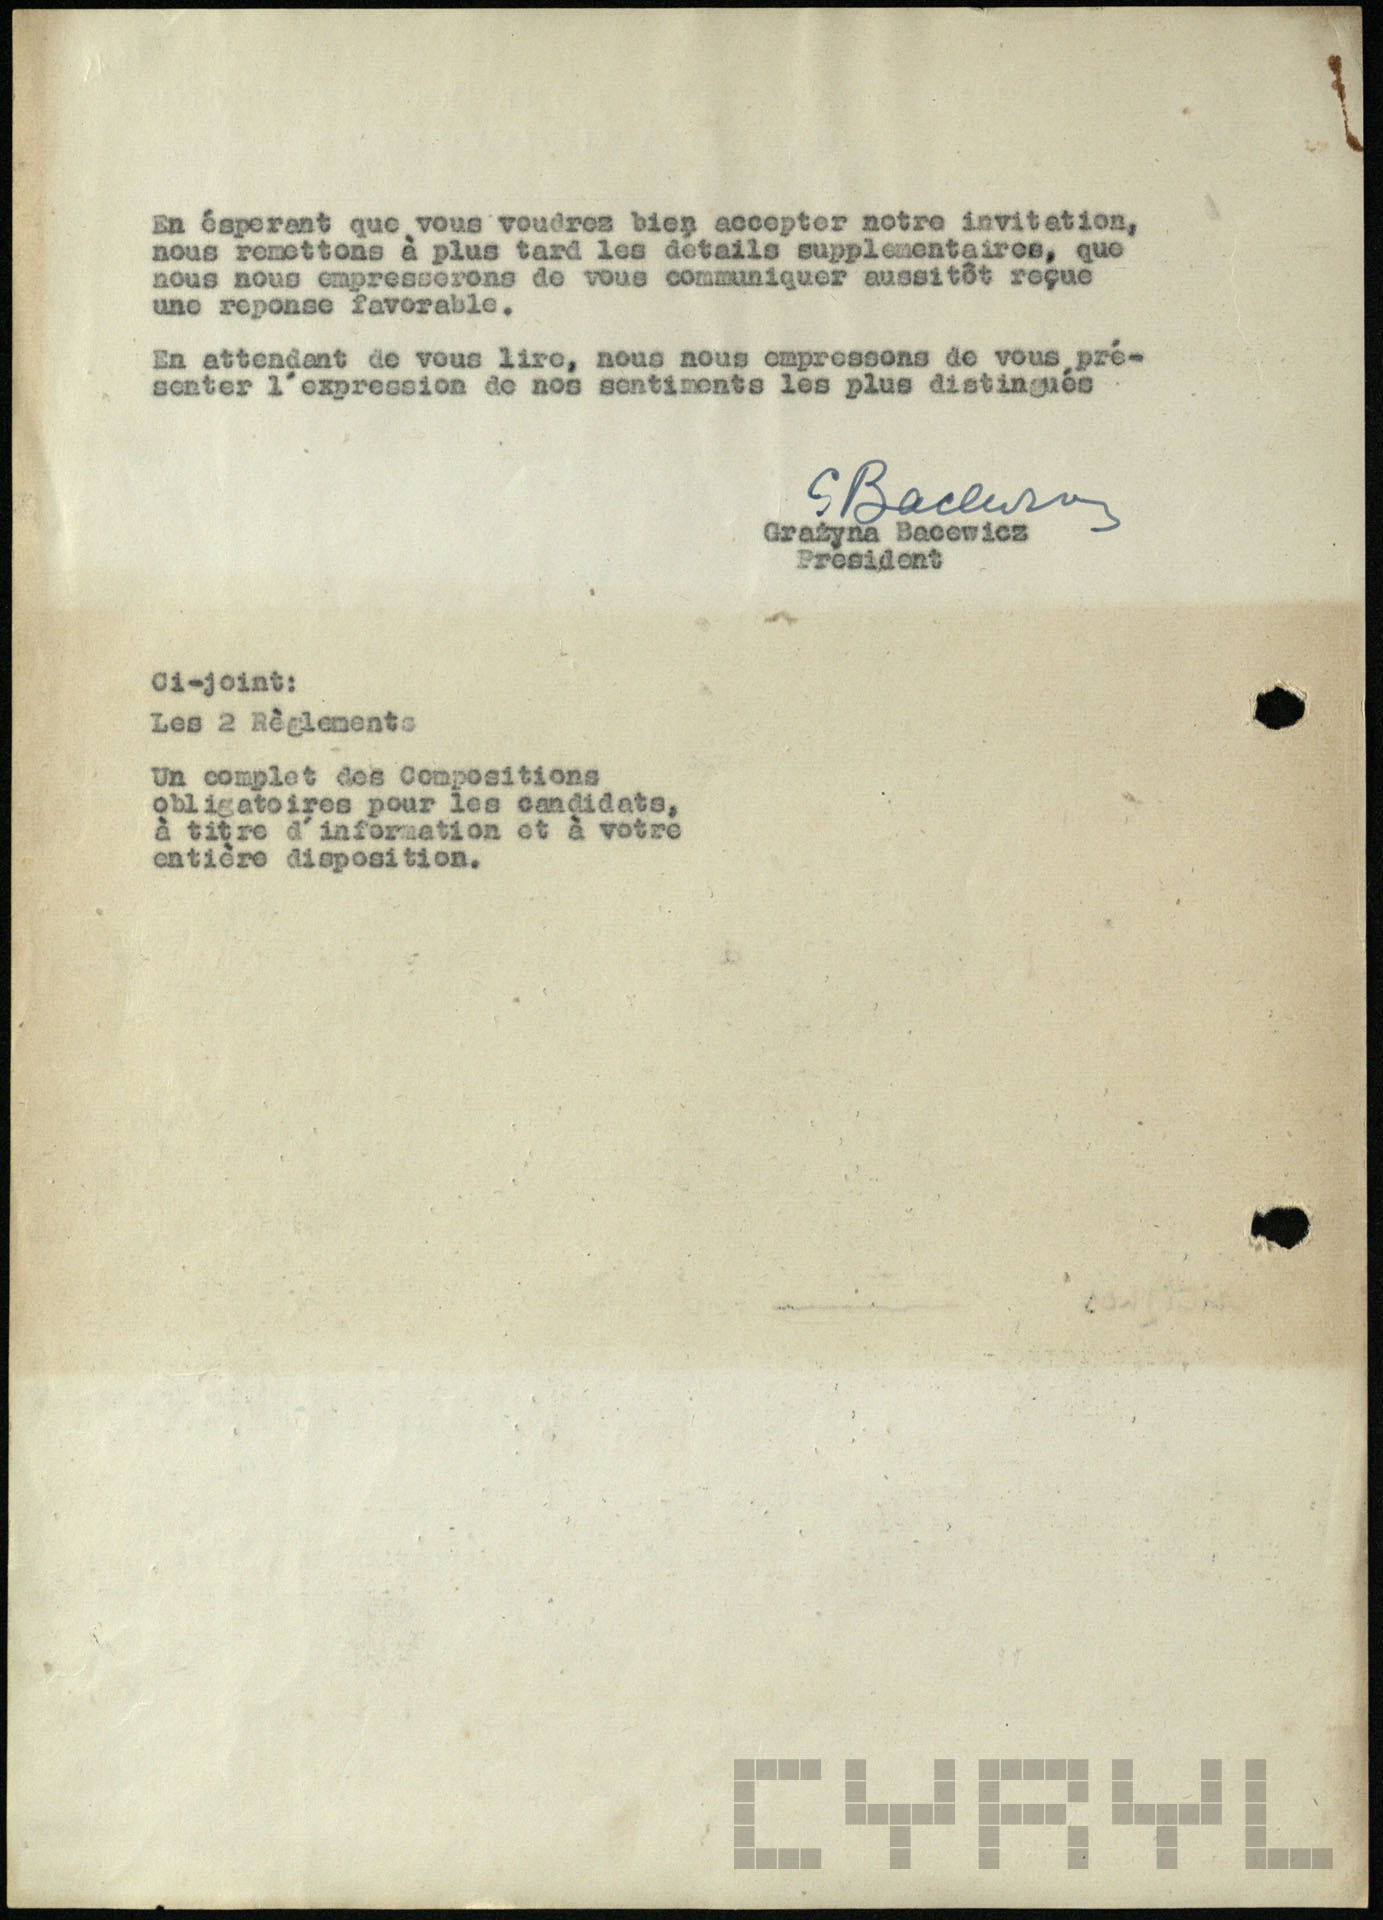 En ésperant que vous voudrez bien accepter notre invitation,
nous remettons à plus tard les détails supplementaires, que
nous nous empresserons de vous communiquer aussitôt reçue
une reponse favorable.
En attendant de vous lire, nous nous empressons de vous pré-
senter l'expression de nos sentiments les plus distingués
G Bacewicz
Grażyna Bacewicz
Président
Ci-joint:
Les 2 Règlements
Un complet des Compositions
obligatoires pour les candidats,
à titre d'information et à votre
entière disposition.
CYRYL